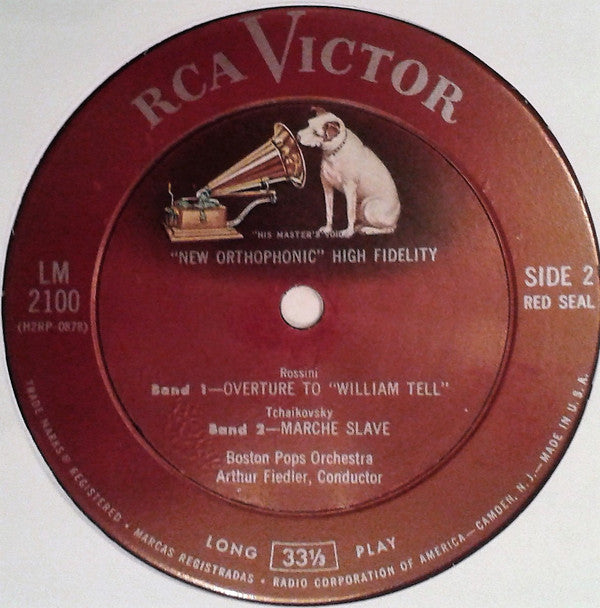 RCA VICTOR
"HIS MASTER'S VOICE"
"NEW ORTHOPHONIC" HIGH FIDELITY
LM
2100
(H2RP-0878)
SIDE 2
RED SEAL
Rossini
Band 1—OVERTURE TO "WILLIAM TELL"
Tchaikovsky
Band 2—MARCHE SLAVE
Boston Pops Orchestra
Arthur Fiedler, Conductor
LONG 33⅓ PLAY
TRADE MARKS ® REGISTERED • MARCAS REGISTRADAS • RADIO CORPORATION OF AMERICA—CAMDEN, N. J.—MADE IN U.S.A.